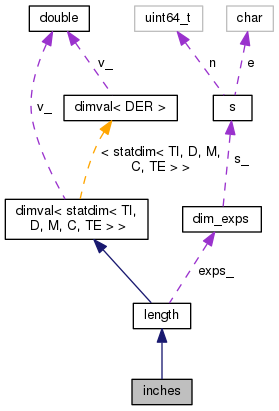 double
uint64_t
char
v_
n
e
v_
dimval< DER >
s
< statdim< TI, D, M,
C, TE > >
s_
dimval< statdim< TI,
D, M, C, TE > >
dim_exps
exps_
length
inches